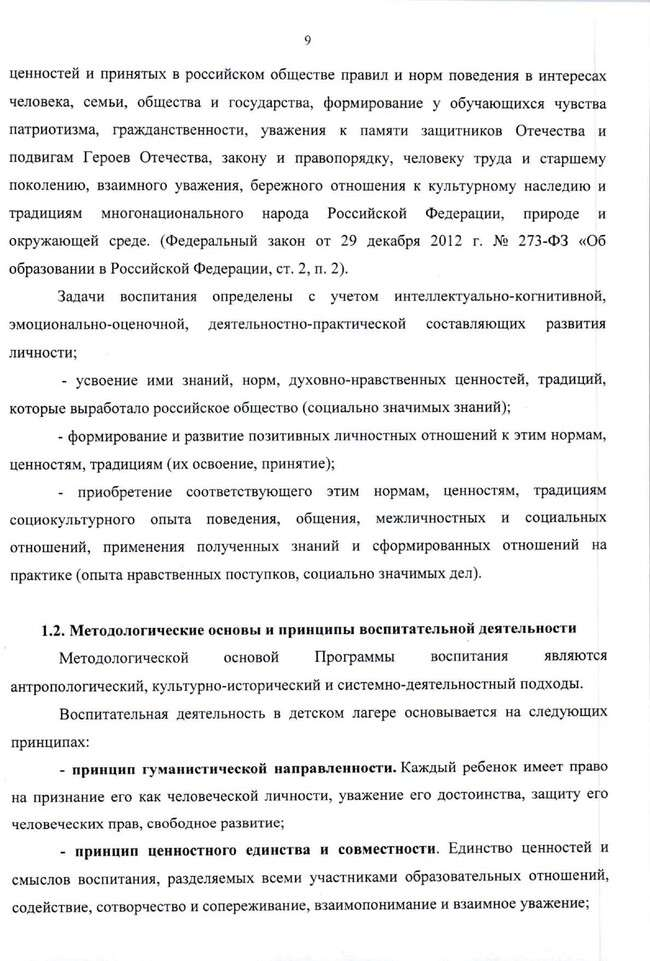 9
ценностей и принятых в российском обществе правил и норм поведения в интересах
человека, семьи, общества и государства, формирование у обучающихся чувства
патриотизма, гражданственности, уважения к памяти защитников Отечества и
подвигам Героев Отечества, закону и правопорядку, человеку труда и старшему
поколению, взаимного уважения, бережного отношения к культурному наследию и
традициям многонационального народа Российской Федерации, природе и
окружающей среде. (Федеральный закон от 29 декабря 2012 г. № 273-ФЗ «Об
образовании в Российской Федерации, ст. 2, п. 2).
Задачи воспитания определены с учетом интеллектуально-когнитивной,
эмоционально-оценочной, деятельностно-практической составляющих развития
личности;
- усвоение ими знаний, норм, духовно-нравственных ценностей, традиций,
которые выработало российское общество (социально значимых знаний);
- формирование и развитие позитивных личностных отношений к этим нормам,
ценностям, традициям (их освоение, принятие);
- приобретение соответствующего этим нормам, ценностям, традициям
социокультурного опыта поведения, общения, межличностных и социальных
отношений, применения полученных знаний и сформированных отношений на
практике (опыта нравственных поступков, социально значимых дел).
1.2. Методологические основы и принципы воспитательной деятельности
Методологической основой Программы воспитания являются
антропологический, культурно-исторический и системно-деятельностный подходы.
Воспитательная деятельность в детском лагере основывается на следующих
принципах:
- принцип гуманистической направленности. Каждый ребенок имеет право
на признание его как человеческой личности, уважение его достоинства, защиту его
человеческих прав, свободное развитие;
- принцип ценностного единства и совместности. Единство ценностей и
смыслов воспитания, разделяемых всеми участниками образовательных отношений,
содействие, сотворчество и сопереживание, взаимопонимание и взаимное уважение;